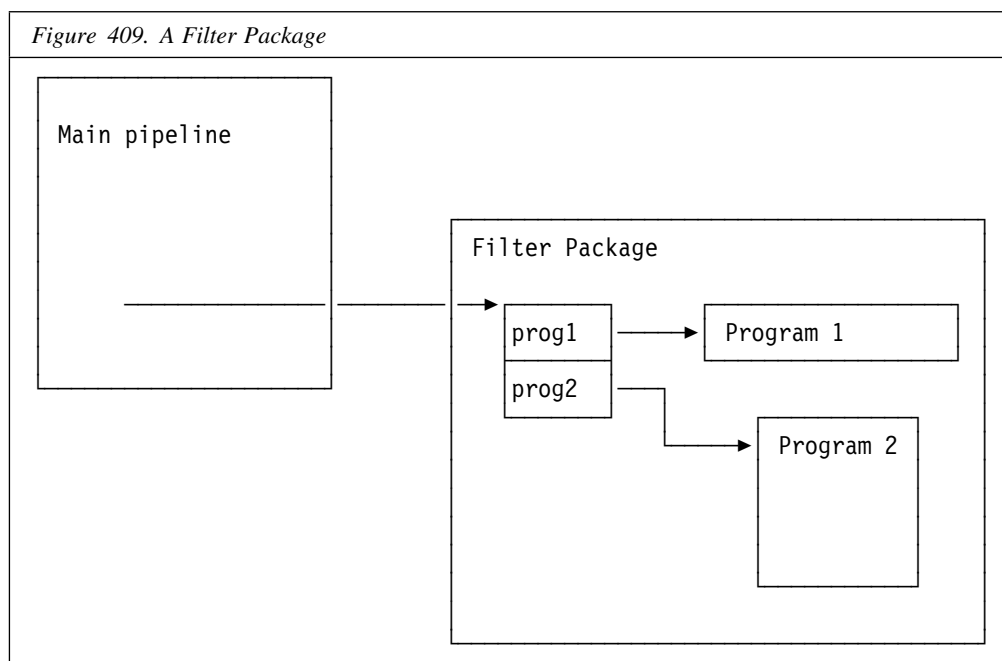 Figure 409. A Filter Package
Main pipeline
Filter Package
prog1
Program 1
prog2
Program 2